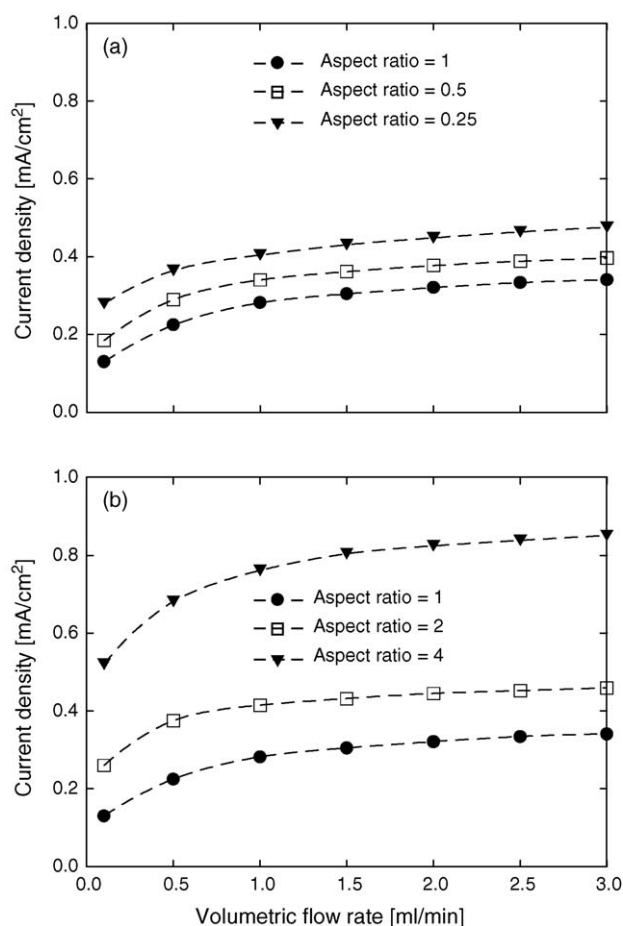 (a)
Aspect ratio = 1
Aspect ratio = 0.5
Aspect ratio = 0.25
Current density [mA/cm²]
1.0
0.8
0.6
0.4
0.2
0.0
(b)
Aspect ratio = 1
Aspect ratio = 2
Aspect ratio = 4
Current density [mA/cm²]
1.0
0.8
0.6
0.4
0.2
0.0
0.0 0.5 1.0 1.5 2.0 2.5 3.0
Volumetric flow rate [ml/min]